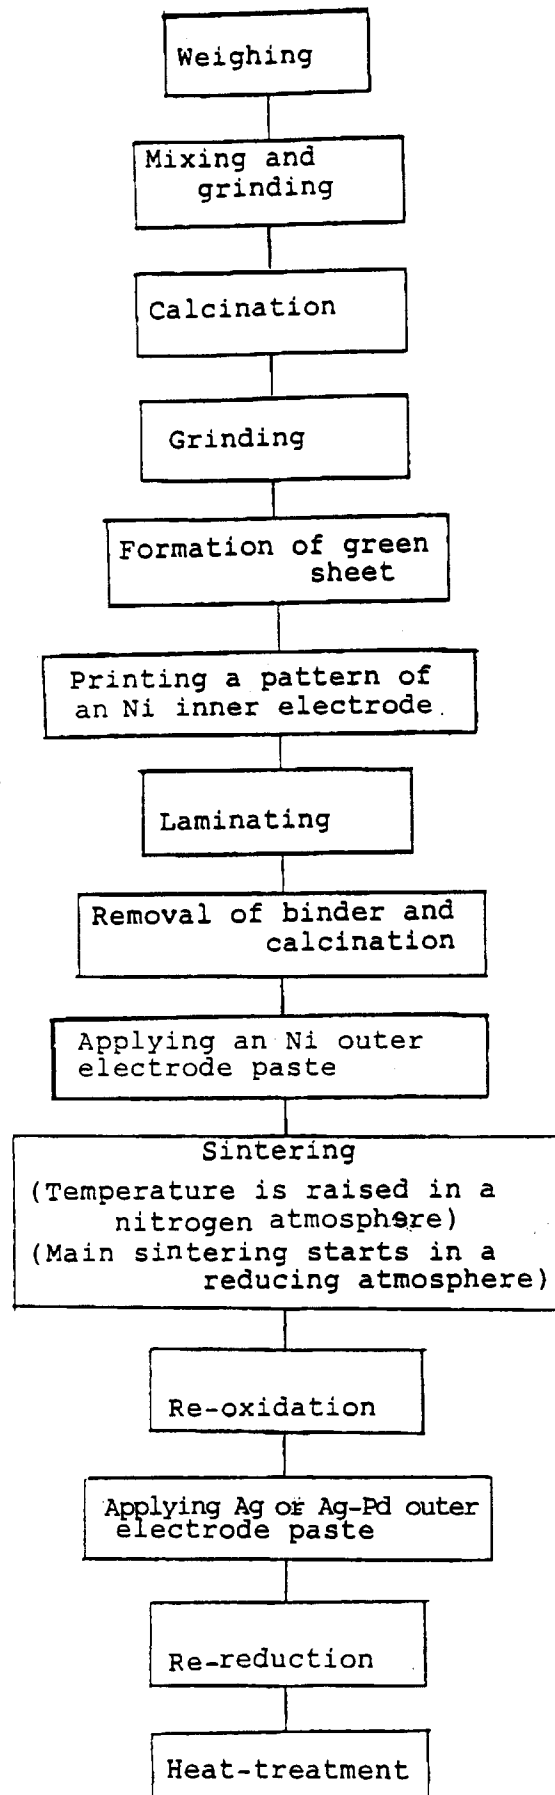 Weighing
Mixing and
grinding
Calcination
Grinding
Formation of green
sheet
Printing a pattern of
an Ni inner electrode.
Laminating
Removal of binder and
calcination
Applying an Ni outer
electrode paste
Sintering
(Temperature is raised in a
nitrogen atmosphere)
(Main sintering starts in a
reducing atmosphere)
Re-oxidation
Applying Ag or Ag-Pd outer
electrode paste
Re-reduction
Heat-treatment